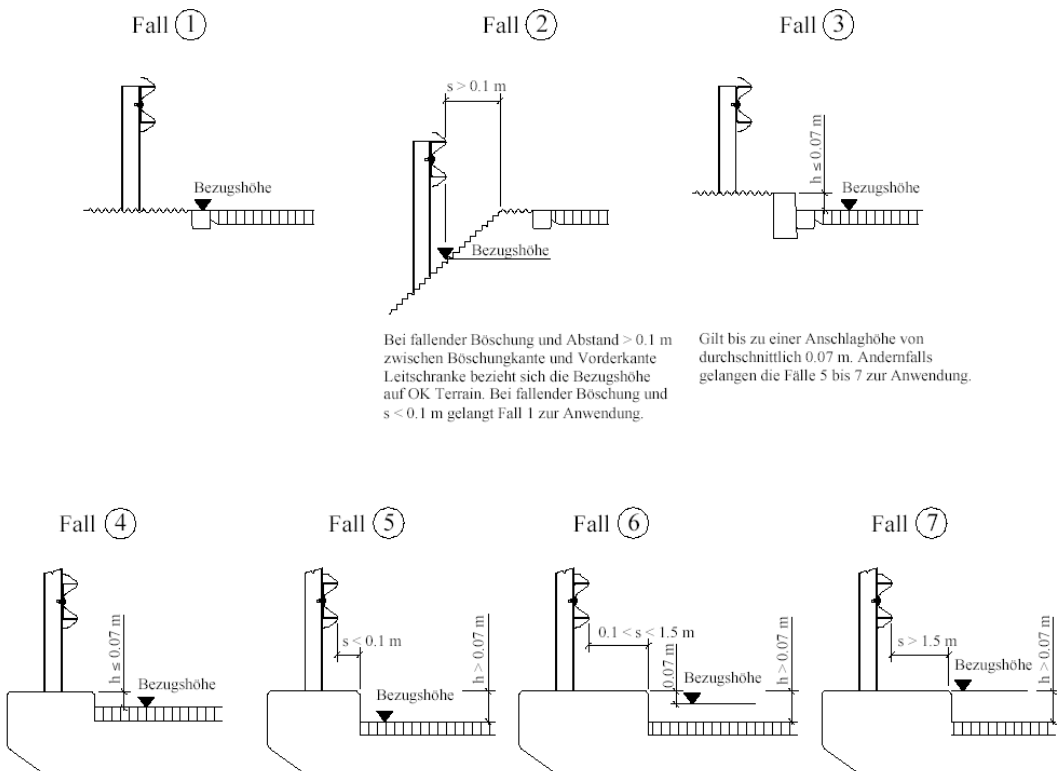 Fall 1
Fall 2
Fall 3
s > 0.1 m
h ≤ 0.07 m
Bezugshöhe
Bezugshöhe
Bezugshöhe
Bei fallender Böschung und Abstand > 0.1 m
zwischen Böschungkante und Vorderkante
Leitschranke bezieht sich die Bezugshöhe
auf OK Terrain. Bei fallender Böschung und
s < 0.1 m gelangt Fall 1 zur Anwendung.
Gilt bis zu einer Anschlaghöhe von
durchschnittlich 0.07 m. Andernfalls
gelangen die Fälle 5 bis 7 zur Anwendung.
Fall 4
Fall 5
Fall 6
Fall 7
h ≤ 0.07 m
Bezugshöhe
s < 0.1 m
h > 0.07 m
Bezugshöhe
0.1 < s < 1.5 m
0.07 m
h > 0.07 m
Bezugshöhe
s > 1.5 m
h > 0.07 m
Bezugshöhe